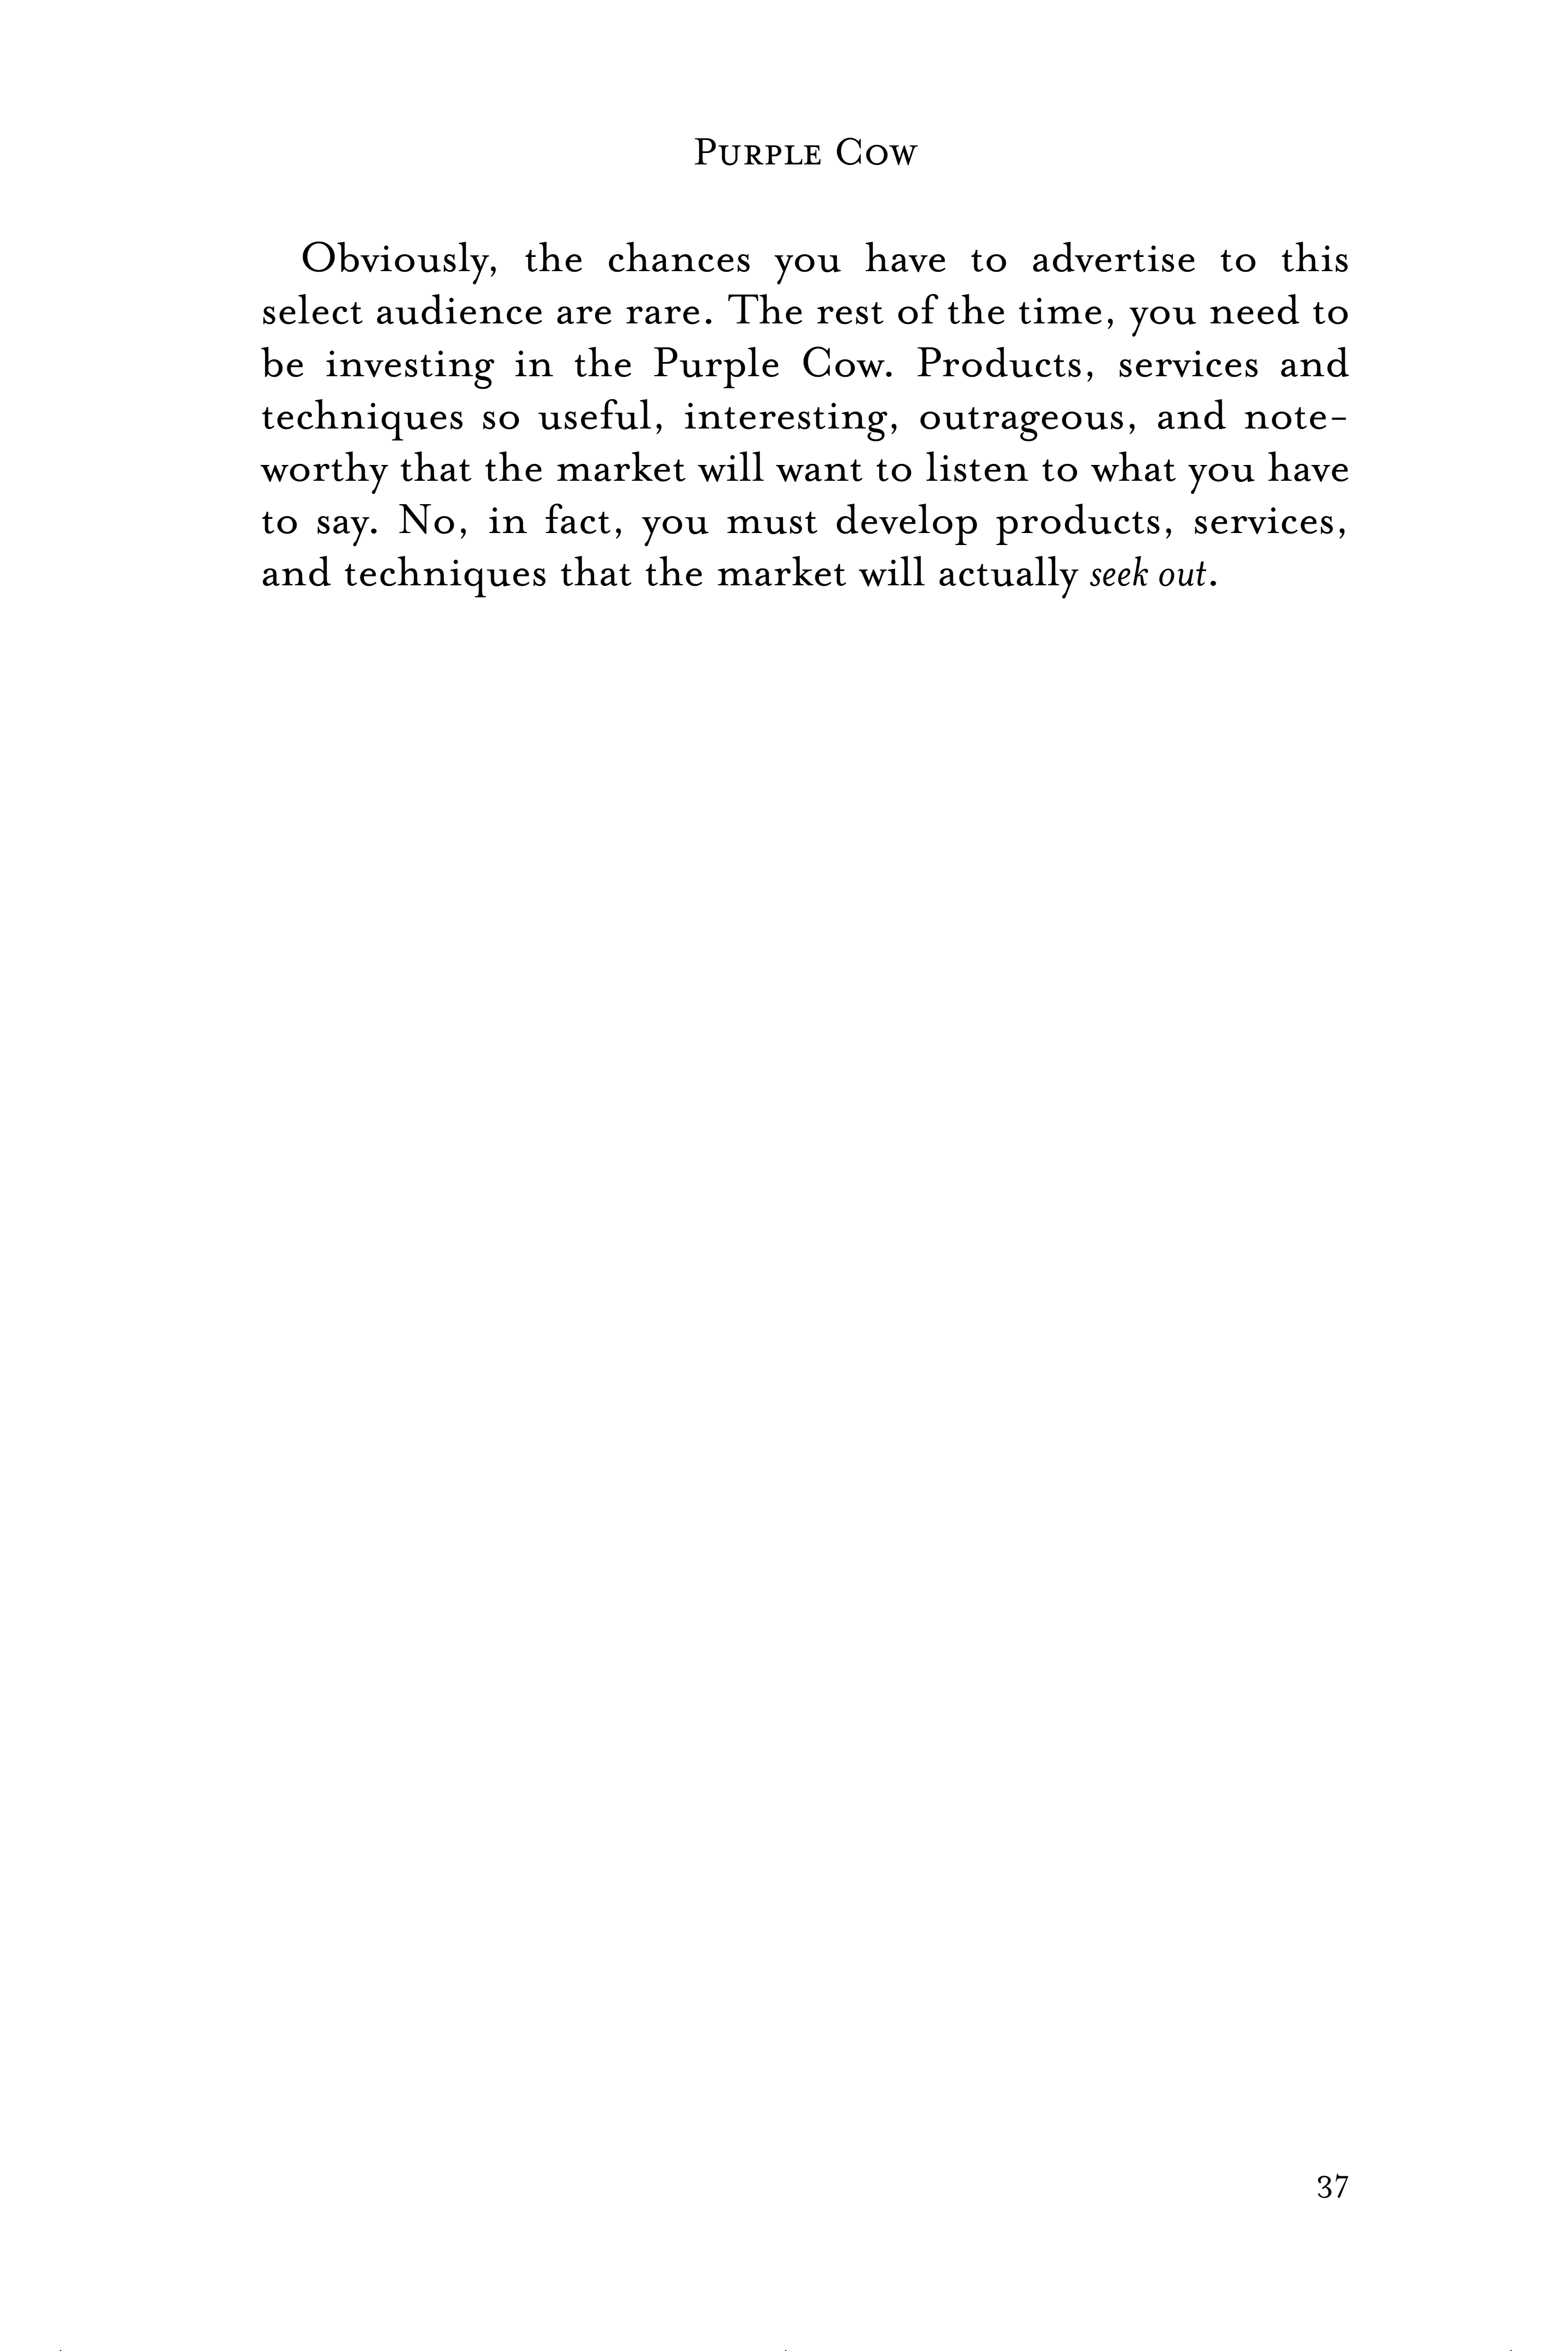 Purple Cow
Obviously, the chances you have to advertise to this
select audience are rare. The rest of the time, you need to
be investing in the Purple Cow. Products, services and
techniques so useful, interesting, outrageous, and note-
worthy that the market will want to listen to what you have
to say. No, in fact, you must develop products, services,
and techniques that the market will actually seek out.
37